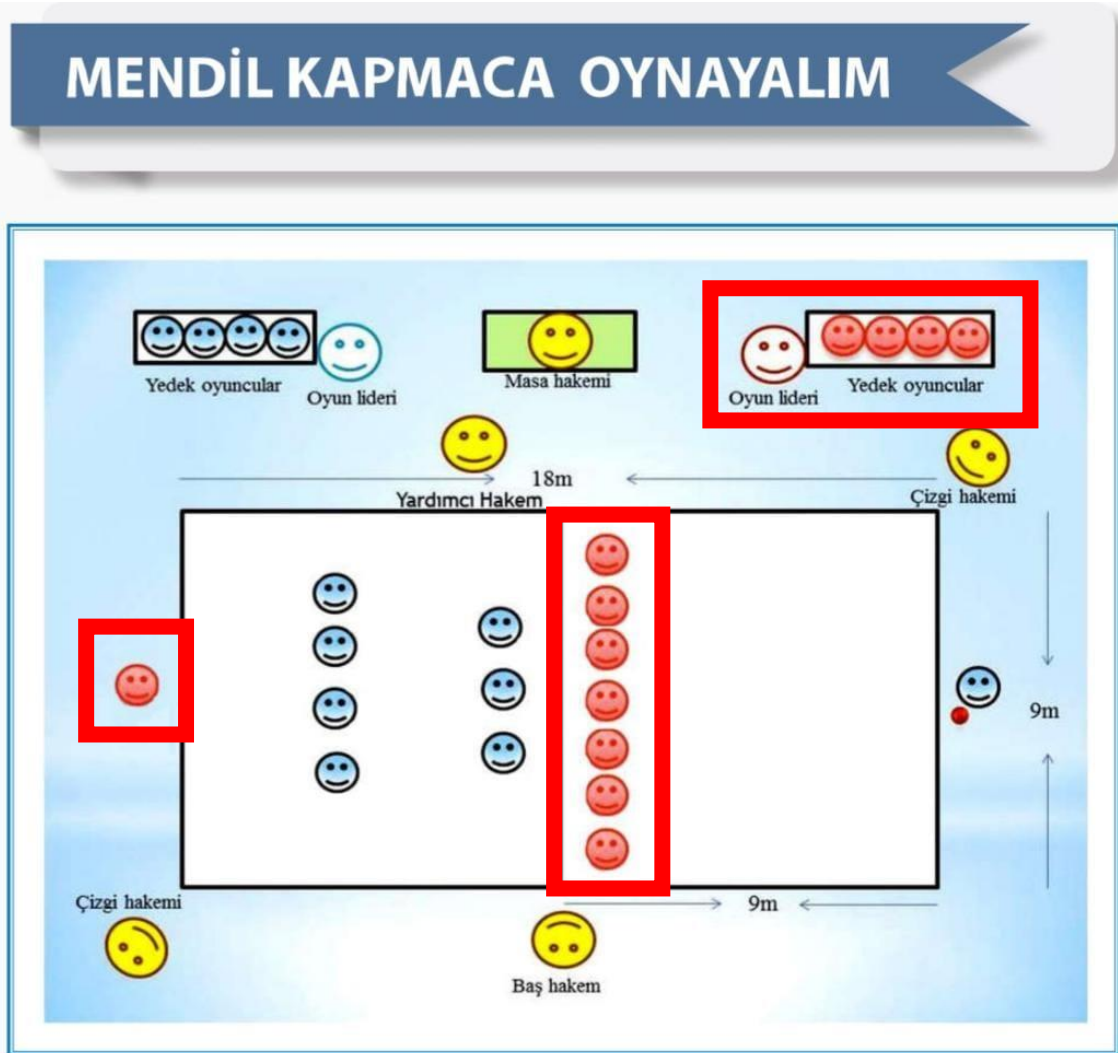 MENDİL KAPMACA OYNAYALIM
Yedek oyuncular
Oyun lideri
Masa hakemi
Oyun lideri
Yedek oyuncular
18m
Yardımcı Hakem
Çizgi hakemi
9m
Çizgi hakemi
9m
Baş hakem